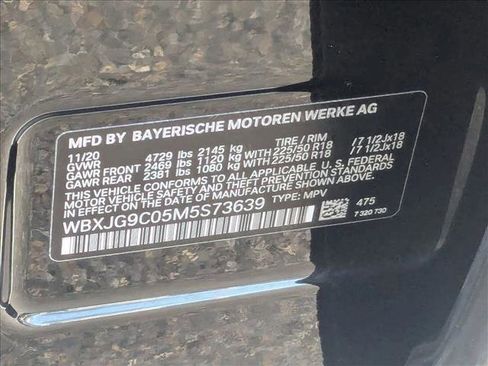 MFD BY BAYERISCHE MOTOREN WERKE AG
11/20 4729 lbs 2145 kg TIRE / RIM
GVWR
GAWR FRONT 2469 lbs 1120 kg WITH 225/50 R18 /7 1/2Jx18
GAWR REAR 2381 lbs 1080 kg WITH 225/50 R18 /7 1/2Jx18
THIS VEHICLE CONFORMS TO ALL APPLICABLE U. S. FEDERAL
MOTOR VEHICLE SAFETY AND THEFT PREVENTION STANDARDS
IN EFFECT ON THE DATE OF MANUFACTURE SHOWN ABOVE.
WBXJG9C05M5S73639 TYPE: MPV 475
7 320 730